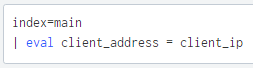 index=main
| eval client_address = client_ip